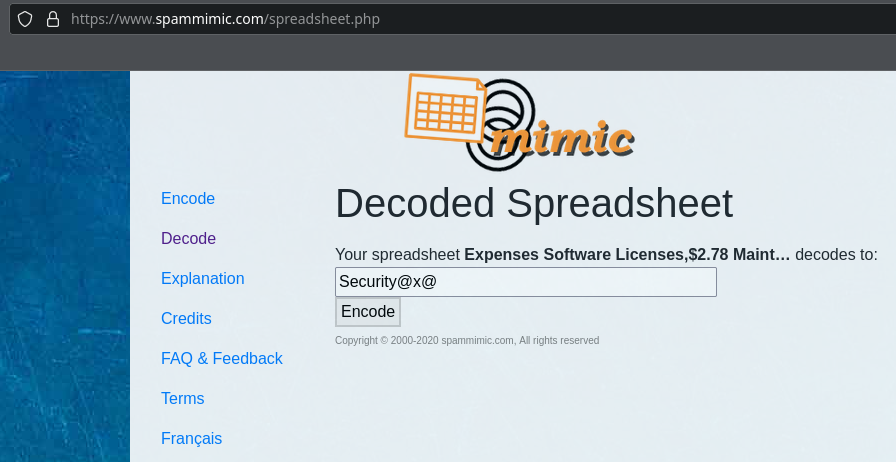 https://www.spammimic.com/spreadsheet.php
mimic
Encode
Decode
Explanation
Credits
FAQ & Feedback
Terms
Français
Decoded Spreadsheet
Your spreadsheet Expenses Software Licenses,$2.78 Maint… decodes to:
Security@x@
Encode
Copyright © 2000-2020 spammimic.com, All rights reserved